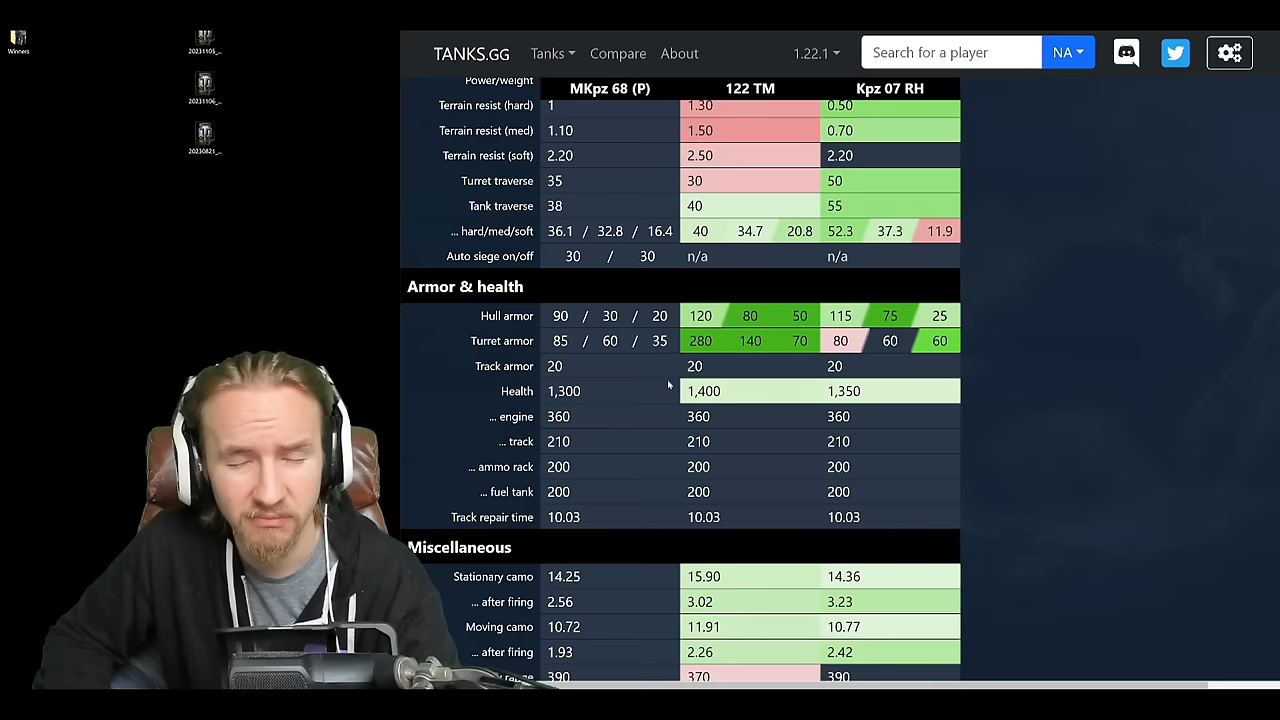 Winners
20231105_...
20231106_...
20230821_...
TANKS.GG Tanks Compare About 1.22.1 Search for a player NA
Power/weight
MKpz 68 (P) 122 TM Kpz 07 RH
Terrain resist (hard) 1 1.30 0.50
Terrain resist (med) 1.10 1.50 0.70
Terrain resist (soft) 2.20 2.50 2.20
Turret traverse 35 30 50
Tank traverse 38 40 55
... hard/med/soft 36.1 / 32.8 / 16.4 40 34.7 20.8 52.3 37.3 11.9
Auto siege on/off 30 / 30 n/a n/a
Armor & health
Hull armor 90 / 30 / 20 120 80 50 115 75 25
Turret armor 85 / 60 / 35 280 140 70 80 60 60
Track armor 20 20 20
Health 1,300 1,400 1,350
... engine 360 360 360
... track 210 210 210
... ammo rack 200 200 200
... fuel tank 200 200 200
Track repair time 10.03 10.03 10.03
Miscellaneous
Stationary camo 14.25 15.90 14.36
... after firing 2.56 3.02 3.23
Moving camo 10.72 11.91 10.77
... after firing 1.93 2.26 2.42
390 370 390